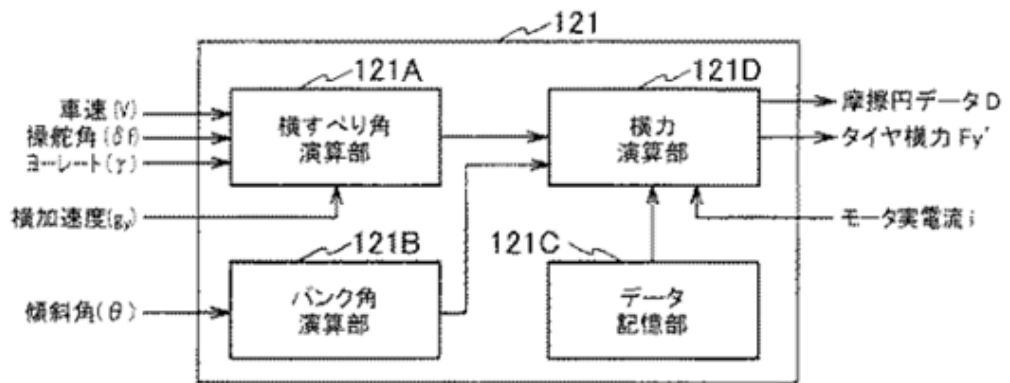 121
121A
121D
車速(V)
操舵角(δf)
ヨーレート(γ)
横すべり角
演算部
横力
演算部
摩擦円データD
タイヤ横力Fy'
横加速度(gy)
モータ実電流i
121B
121C
傾斜角(θ)
バンク角
演算部
データ
記憶部